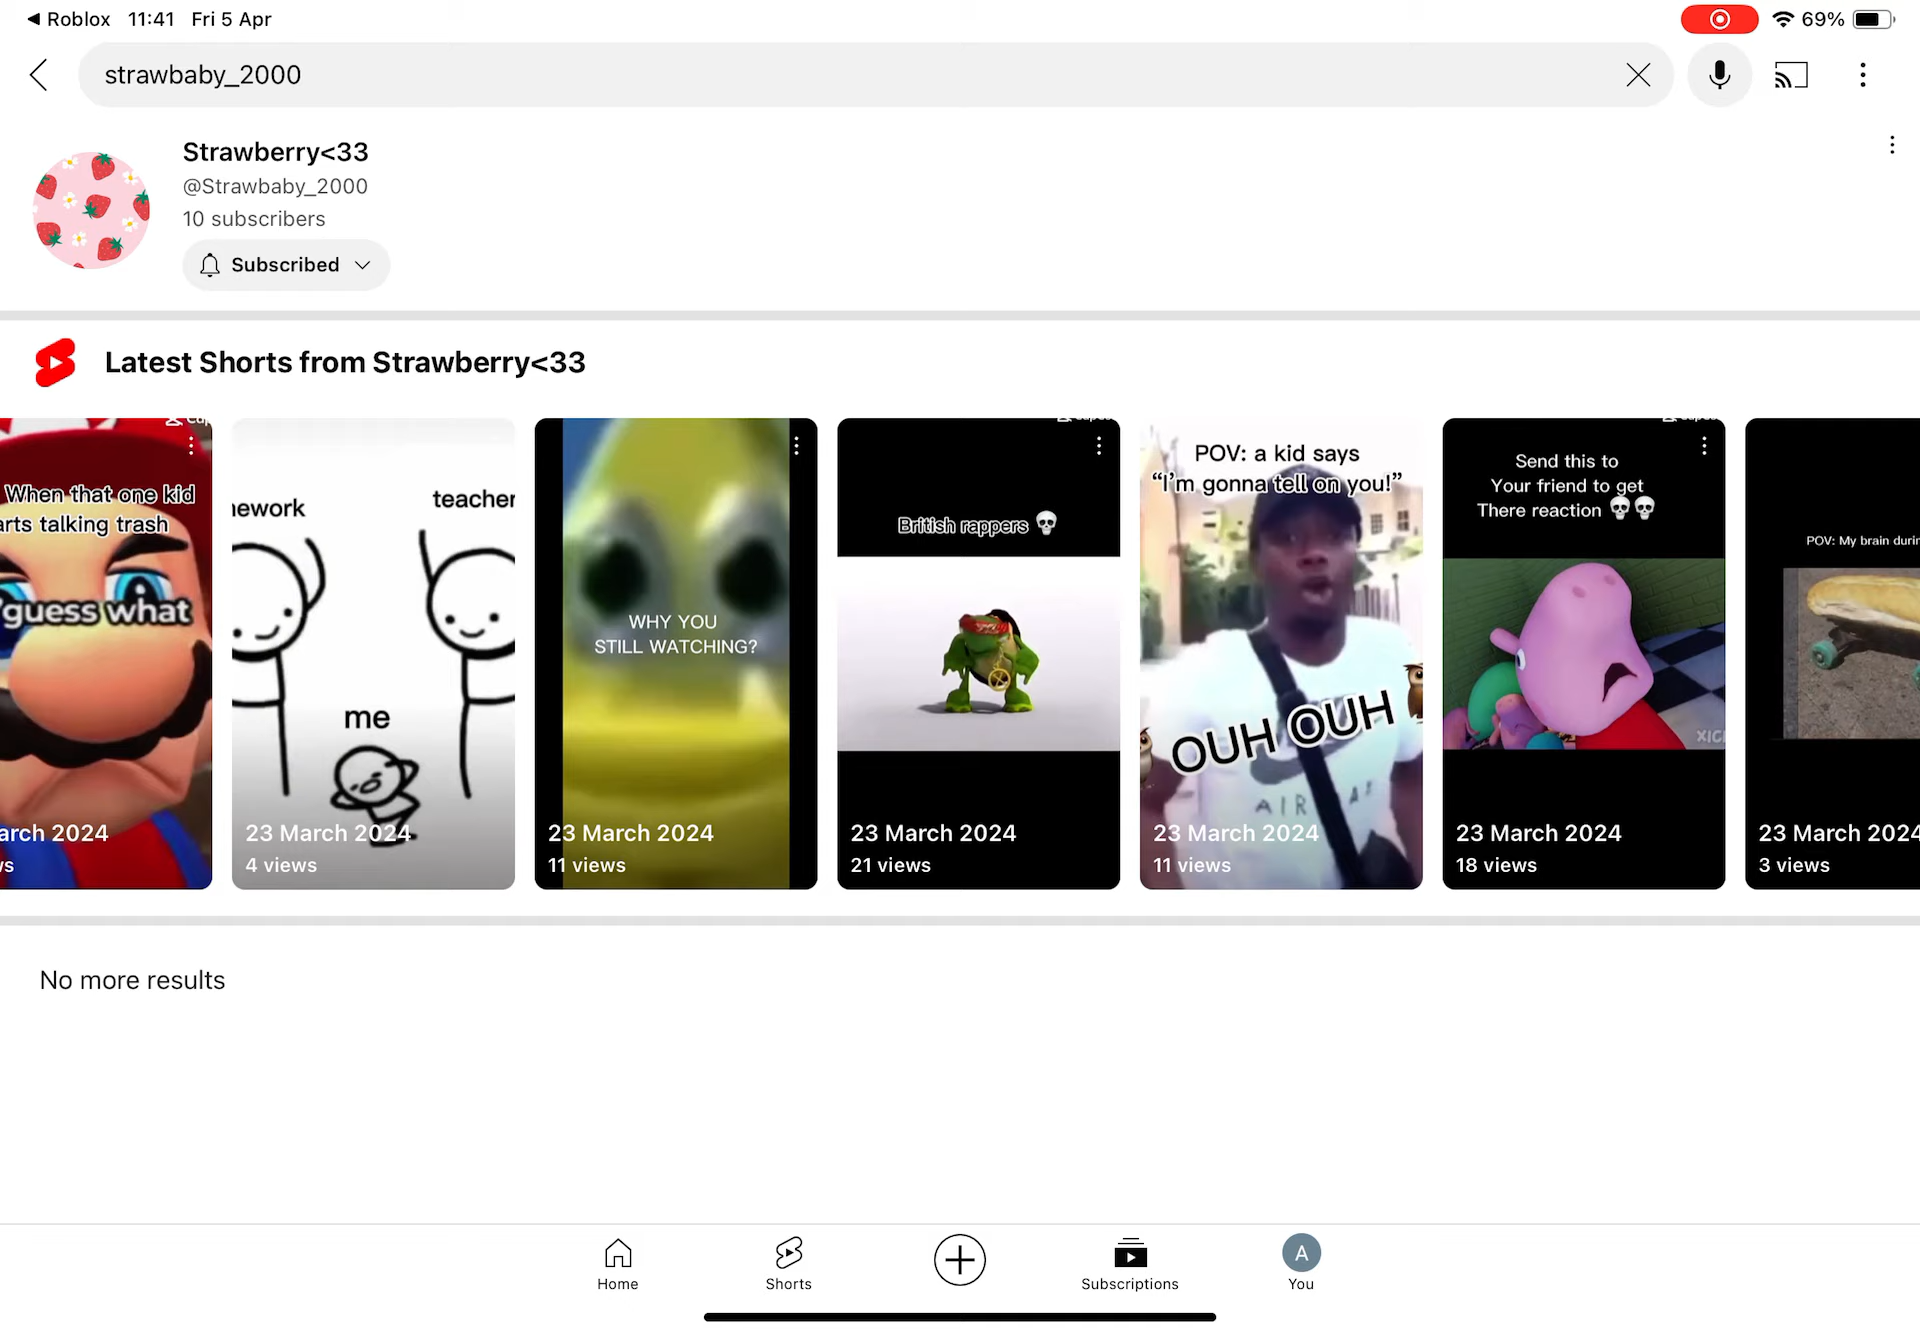 Roblox 11:41 Fri 5 Apr 69%
strawbaby_2000
Strawberry<33
@Strawbaby_2000
10 subscribers
Subscribed
Latest Shorts from Strawberry<33
When that one kid
arts talking trash
guess what
arch 2024
ws
nework
teacher
me
23 March 2024
4 views
WHY YOU
STILL WATCHING?
23 March 2024
11 views
British rappers 💀
23 March 2024
21 views
POV: a kid says
“I’m gonna tell on you!”
OUH OUH
AIR
23 March 2024
11 views
Send this to
Your friend to get
There reaction 💀💀
XIC
23 March 2024
18 views
POV: My brain durin
23 March 2024
3 views
No more results
Home
Shorts
Subscriptions
A
You